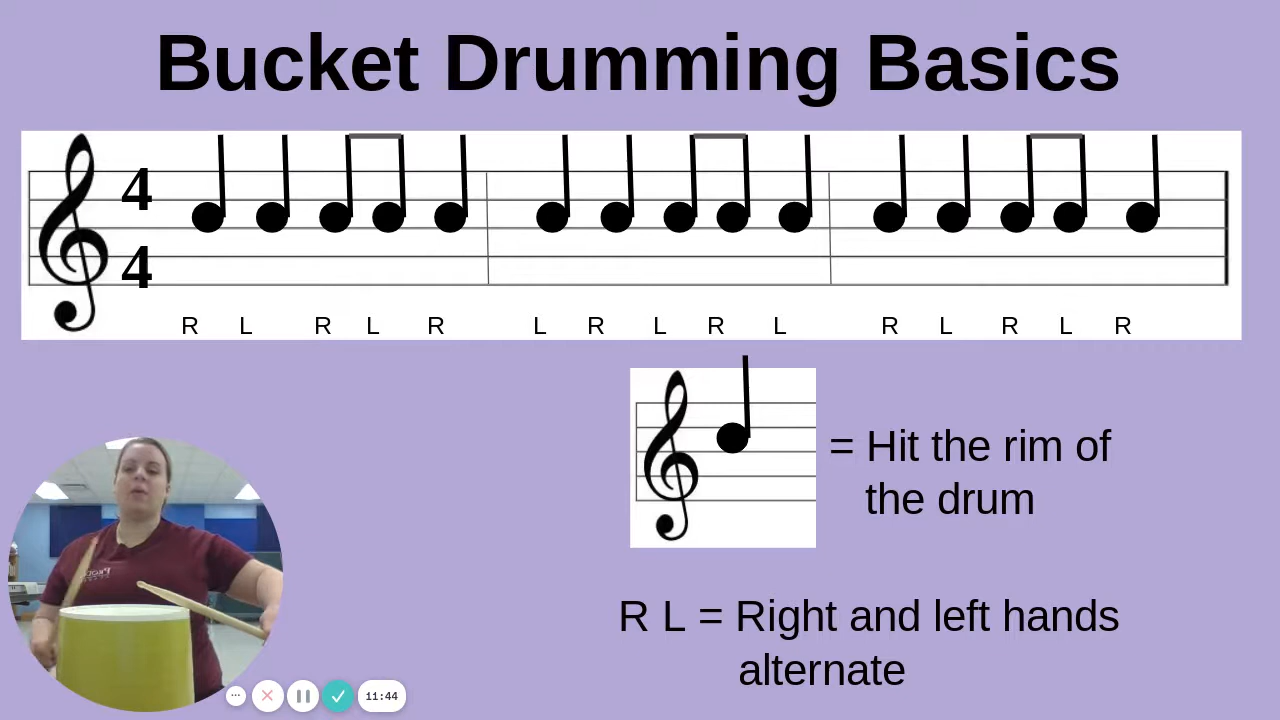 Bucket Drumming Basics
4
4
R L R L R L R L R L R L R L R
= Hit the rim of
the drum
R L = Right and left hands
alternate
11:44